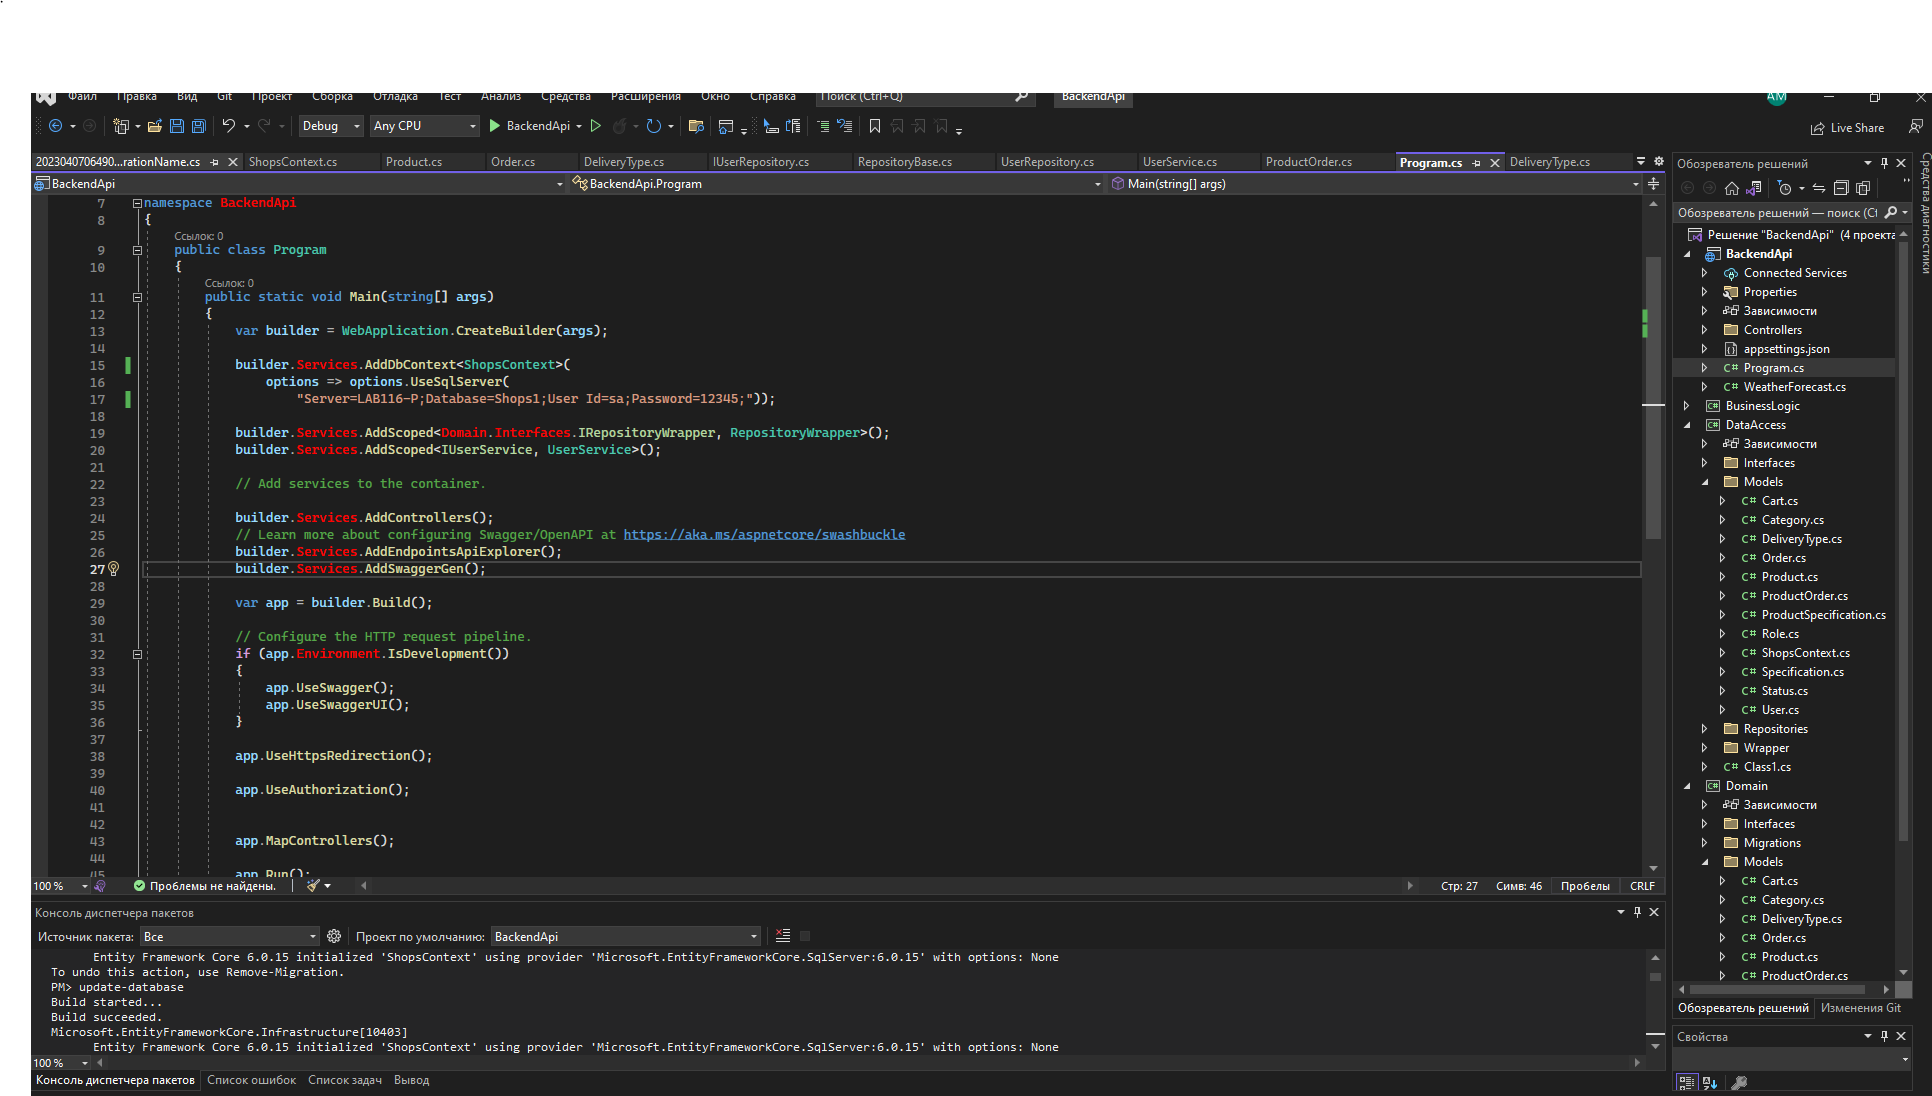 Файл Правка Вид Git Проект Сборка Отладка Тест Анализ Средства Расширения Окно Справка Поиск (Ctrl+Q) BackendApi AM
Debug Any CPU BackendApi Live Share
2023040706490...rationName.cs ShopsContext.cs Product.cs Order.cs DeliveryType.cs IUserRepository.cs RepositoryBase.cs UserRepository.cs UserService.cs ProductOrder.cs Program.cs DeliveryType.cs
BackendApi BackendApi.Program Main(string[] args)
7 namespace BackendApi
8 {
Ссылок: 0
9 public class Program
10 {
Ссылок: 0
11 public static void Main(string[] args)
12 {
13 var builder = WebApplication.CreateBuilder(args);
14
15 builder.Services.AddDbContext<ShopsContext>(
16 options => options.UseSqlServer(
17 "Server=LAB116-P;Database=Shops1;User Id=sa;Password=12345;"));
18
19 builder.Services.AddScoped<Domain.Interfaces.IRepositoryWrapper, RepositoryWrapper>();
20 builder.Services.AddScoped<IUserService, UserService>();
21
22 // Add services to the container.
23
24 builder.Services.AddControllers();
25 // Learn more about configuring Swagger/OpenAPI at https://aka.ms/aspnetcore/swashbuckle
26 builder.Services.AddEndpointsApiExplorer();
27 builder.Services.AddSwaggerGen();
28
29 var app = builder.Build();
30
31 // Configure the HTTP request pipeline.
32 if (app.Environment.IsDevelopment())
33 {
34 app.UseSwagger();
35 app.UseSwaggerUI();
36 }
37
38 app.UseHttpsRedirection();
39
40 app.UseAuthorization();
41
42
43 app.MapControllers();
44
45 app.Run();
100 % Проблемы не найдены. Стр: 27 Симв: 46 Пробелы CRLF
Консоль диспетчера пакетов
Источник пакета: Все Проект по умолчанию: BackendApi
Entity Framework Core 6.0.15 initialized 'ShopsContext' using provider 'Microsoft.EntityFrameworkCore.SqlServer:6.0.15' with options: None
To undo this action, use Remove-Migration.
PM> update-database
Build started...
Build succeeded.
Microsoft.EntityFrameworkCore.Infrastructure[10403]
Entity Framework Core 6.0.15 initialized 'ShopsContext' using provider 'Microsoft.EntityFrameworkCore.SqlServer:6.0.15' with options: None
100 %
Консоль диспетчера пакетов Список ошибок Список задач Вывод
Обозреватель решений
Обозреватель решений — поиск (Ct
Решение "BackendApi" (4 проекта
BackendApi
Connected Services
Properties
Зависимости
Controllers
appsettings.json
C# Program.cs
C# WeatherForecast.cs
C# BusinessLogic
C# DataAccess
Зависимости
Interfaces
Models
C# Cart.cs
C# Category.cs
C# DeliveryType.cs
C# Order.cs
C# Product.cs
C# ProductOrder.cs
C# ProductSpecification.cs
C# Role.cs
C# ShopsContext.cs
C# Specification.cs
C# Status.cs
C# User.cs
Repositories
Wrapper
C# Class1.cs
C# Domain
Зависимости
Interfaces
Migrations
Models
C# Cart.cs
C# Category.cs
C# DeliveryType.cs
C# Order.cs
C# Product.cs
C# ProductOrder.cs
Обозреватель решений Изменения Git
Свойства
Средства диагностики